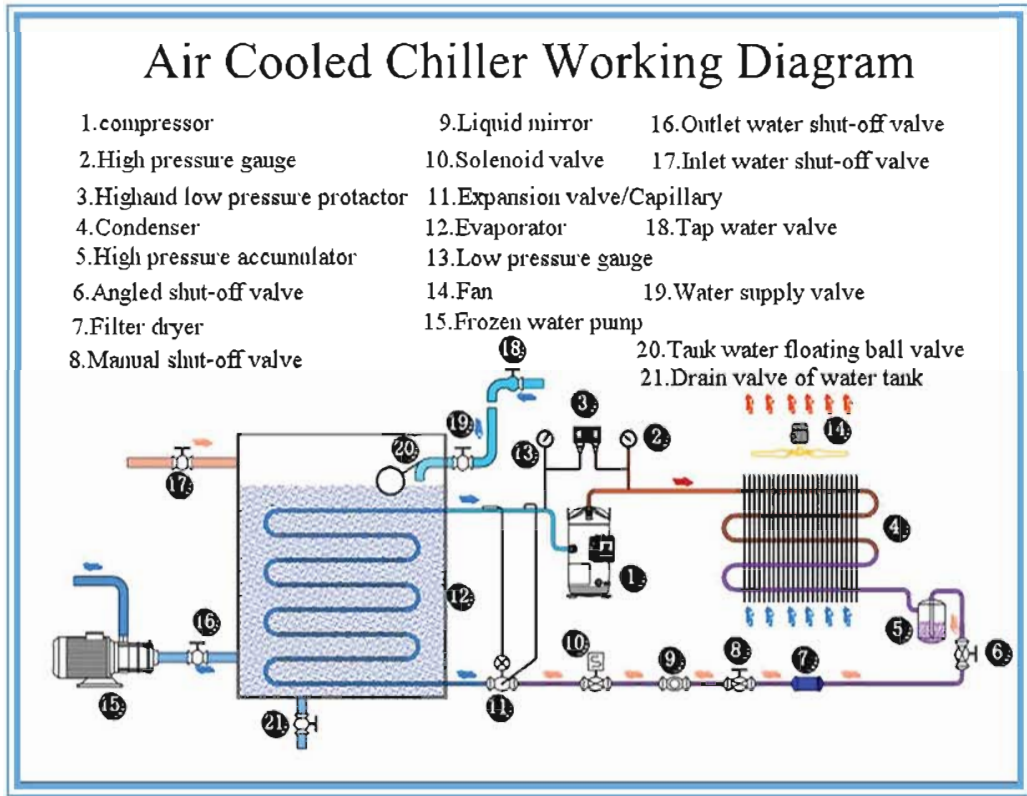 Air Cooled Chiller Working Diagram
1.compressor
2.High pressure gauge
3.Highand low pressure protactor
4.Condenser
5.High pressure accumulator
6.Angled shut-off valve
7.Filter dryer
8.Manual shut-off valve
9.Liquid mirror
10.Solenoid valve
11.Expansion valve/Capillary
12.Evaporator
13.Low pressure gauge
14.Fan
15.Frozen water pump
16.Outlet water shut-off valve
17.Inlet water shut-off valve
18.Tap water valve
19.Water supply valve
20.Tank water floating ball valve
21.Drain valve of water tank
18
3
14
19
20
13
2
17
4
1
12
16
5
6
10
9
8
7
15
11
21
S